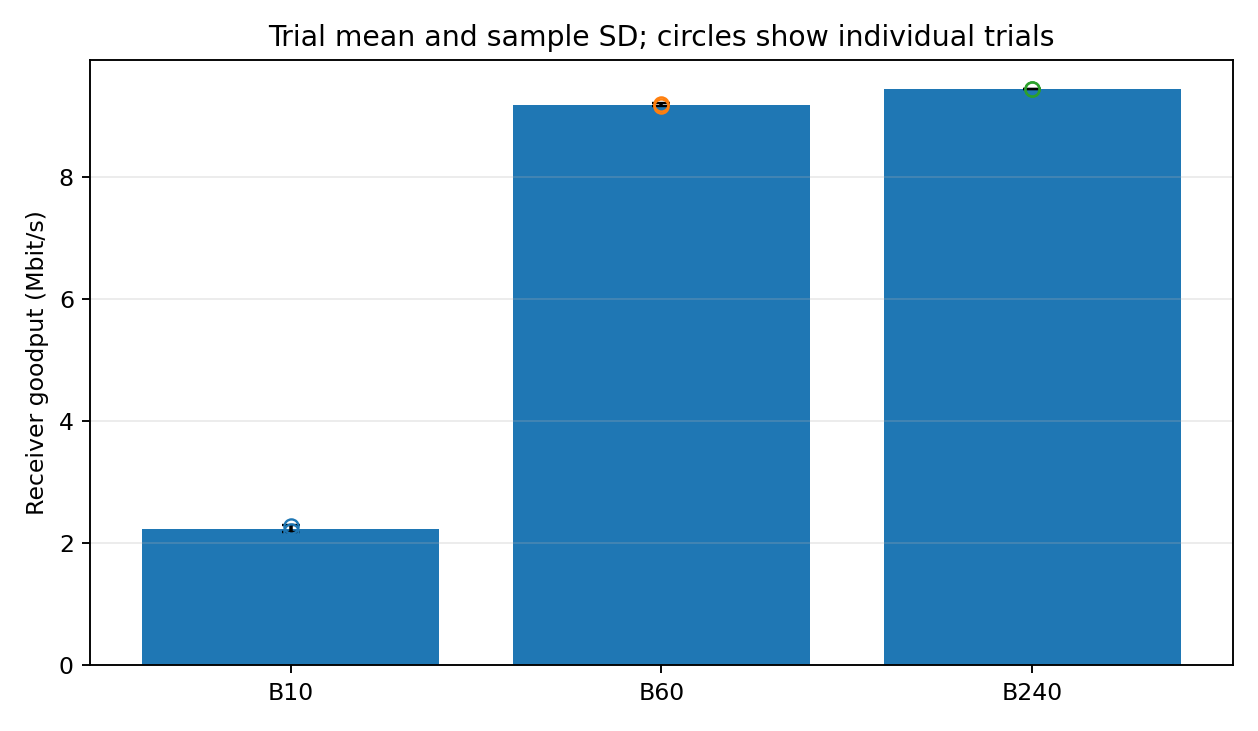 Trial mean and sample SD; circles show individual trials
Receiver goodput (Mbit/s)
8
6
4
2
0
B10
B60
B240